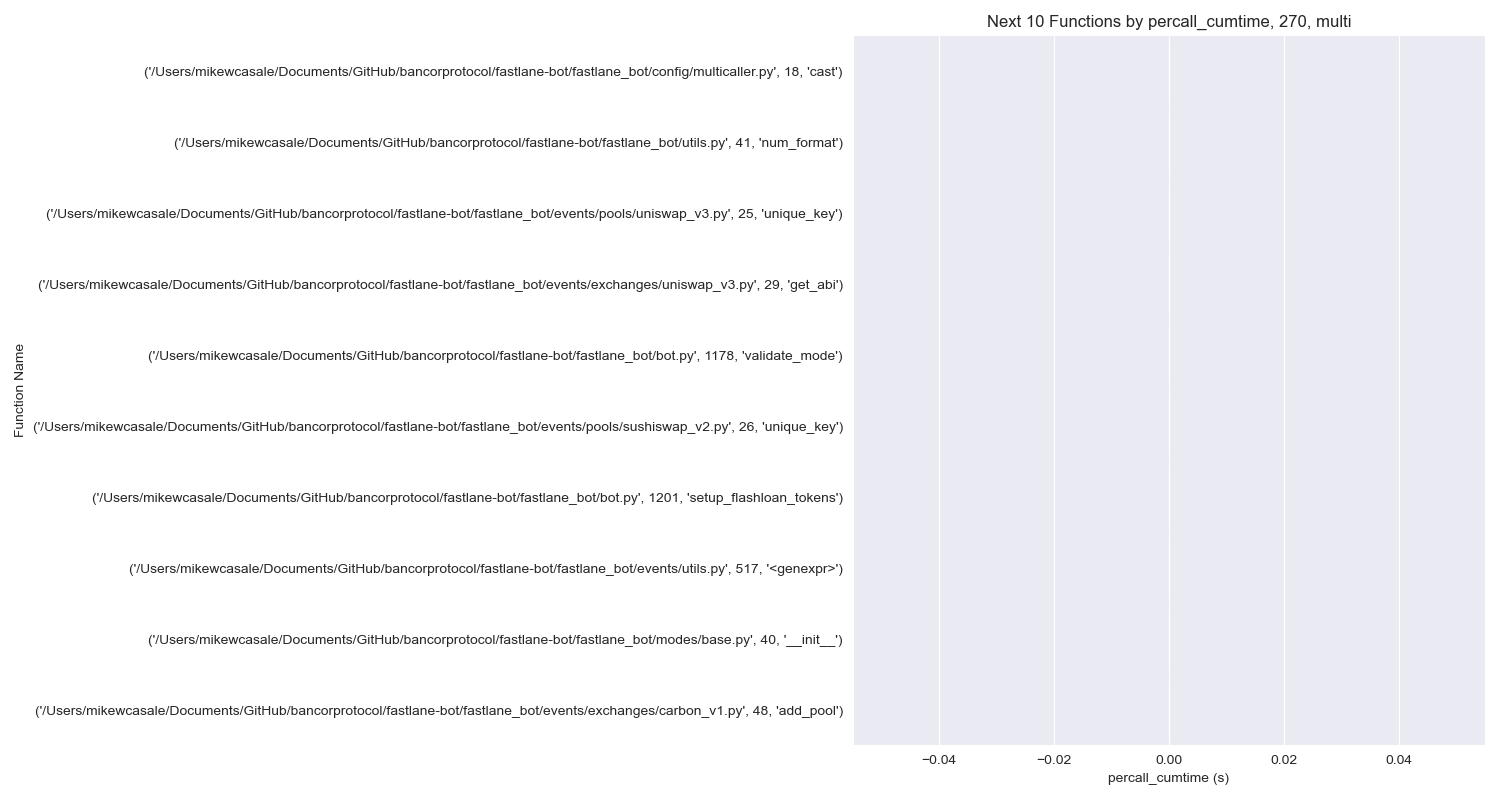 Next 10 Functions by percall_cumtime, 270, multi
('/Users/mikewcasale/Documents/GitHub/bancorprotocol/fastlane-bot/fastlane_bot/config/multicaller.py', 18, 'cast')
('/Users/mikewcasale/Documents/GitHub/bancorprotocol/fastlane-bot/fastlane_bot/utils.py', 41, 'num_format')
('/Users/mikewcasale/Documents/GitHub/bancorprotocol/fastlane-bot/fastlane_bot/events/pools/uniswap_v3.py', 25, 'unique_key')
('/Users/mikewcasale/Documents/GitHub/bancorprotocol/fastlane-bot/fastlane_bot/events/exchanges/uniswap_v3.py', 29, 'get_abi')
('/Users/mikewcasale/Documents/GitHub/bancorprotocol/fastlane-bot/fastlane_bot/bot.py', 1178, 'validate_mode')
Function Name
('/Users/mikewcasale/Documents/GitHub/bancorprotocol/fastlane-bot/fastlane_bot/events/pools/sushiswap_v2.py', 26, 'unique_key')
('/Users/mikewcasale/Documents/GitHub/bancorprotocol/fastlane-bot/fastlane_bot/bot.py', 1201, 'setup_flashloan_tokens')
('/Users/mikewcasale/Documents/GitHub/bancorprotocol/fastlane-bot/fastlane_bot/events/utils.py', 517, '<genexpr>')
('/Users/mikewcasale/Documents/GitHub/bancorprotocol/fastlane-bot/fastlane_bot/modes/base.py', 40, '__init__')
('/Users/mikewcasale/Documents/GitHub/bancorprotocol/fastlane-bot/fastlane_bot/events/exchanges/carbon_v1.py', 48, 'add_pool')
−0.04 −0.02 0.00 0.02 0.04
percall_cumtime (s)